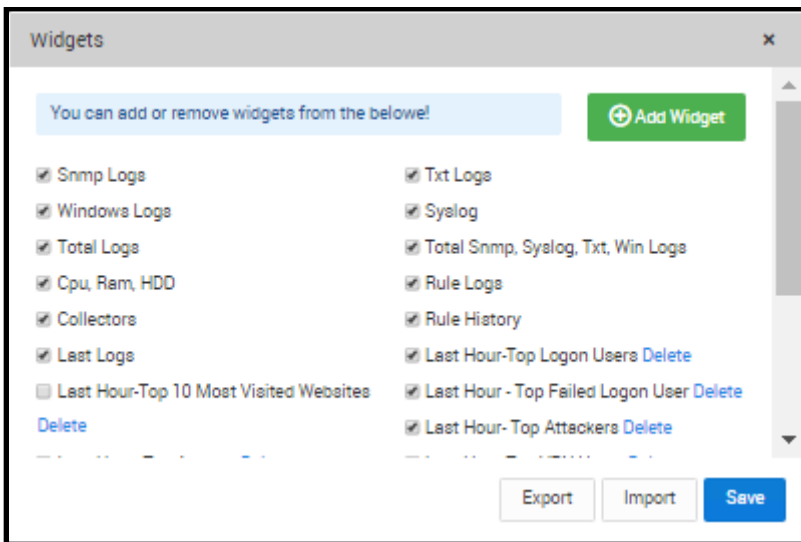 Widgets
×
You can add or remove widgets from the belowe!
Add Widget
Snmp Logs
Txt Logs
Windows Logs
Syslog
Total Logs
Total Snmp, Syslog, Txt, Win Logs
Cpu, Ram, HDD
Rule Logs
Collectors
Rule History
Last Logs
Last Hour-Top Logon Users Delete
Last Hour-Top 10 Most Visited Websites
Delete
Last Hour - Top Failed Logon User Delete
Last Hour- Top Attackers Delete
Export
Import
Save